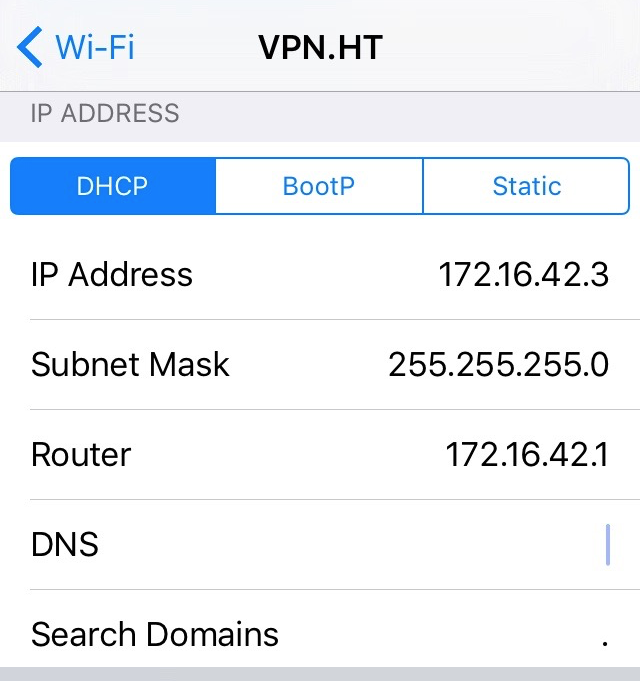 Wi-Fi VPN.HT
IP ADDRESS
DHCP BootP Static
IP Address 172.16.42.3
Subnet Mask 255.255.255.0
Router 172.16.42.1
DNS
Search Domains .